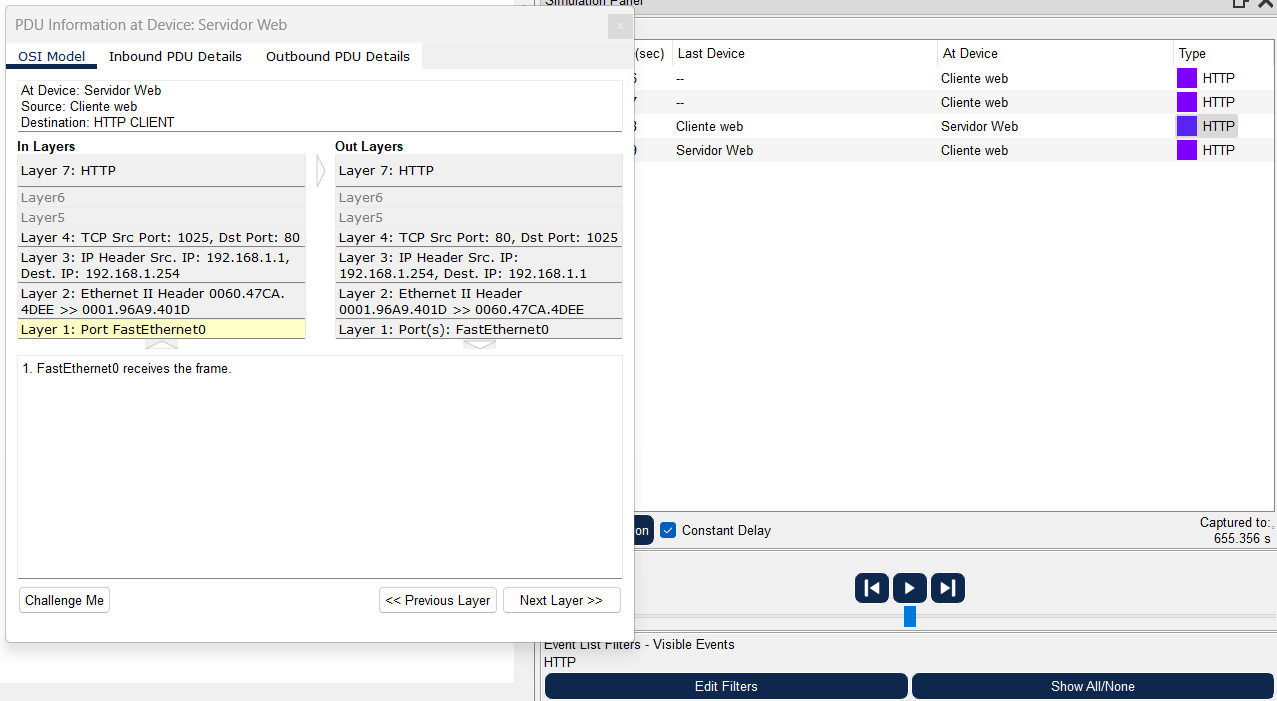 PDU Information at Device: Servidor Web
OSI Model Inbound PDU Details Outbound PDU Details
At Device: Servidor Web
Source: Cliente web
Destination: HTTP CLIENT
In Layers
Layer 7: HTTP
Layer6
Layer5
Layer 4: TCP Src Port: 1025, Dst Port: 80
Layer 3: IP Header Src. IP: 192.168.1.1,
Dest. IP: 192.168.1.254
Layer 2: Ethernet II Header 0060.47CA.
4DEE >> 0001.96A9.401D
Layer 1: Port FastEthernet0
Out Layers
Layer 7: HTTP
Layer6
Layer5
Layer 4: TCP Src Port: 80, Dst Port: 1025
Layer 3: IP Header Src. IP:
192.168.1.254, Dest. IP: 192.168.1.1
Layer 2: Ethernet II Header
0001.96A9.401D >> 0060.47CA.4DEE
Layer 1: Port(s): FastEthernet0
1. FastEthernet0 receives the frame.
Challenge Me << Previous Layer Next Layer >>
Simulation Panel
(sec) Last Device At Device Type
6 -- Cliente web HTTP
7 -- Cliente web HTTP
Cliente web Servidor Web HTTP
Servidor Web Cliente web HTTP
on Constant Delay
Captured to:
655.356 s
Event List Filters - Visible Events
HTTP
Edit Filters Show All/None